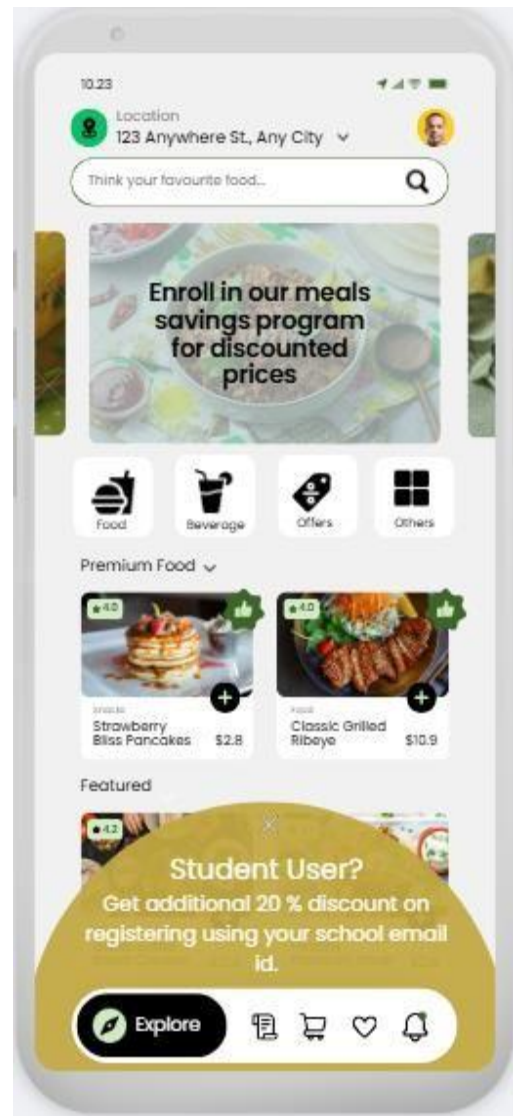 10.23
Location
123 Anywhere St., Any City
Think your favourite food...
Enroll in our meals
savings program
for discounted
prices
Food
Beverage
Offers
Others
Premium Food
4.0
4.0
Snacks
Food
Strawberry
Bliss Pancakes $2.8
Classic Grilled
Ribeye $10.9
Featured
4.2
Student User?
Get additional 20 % discount on
registering using your school email
id.
Explore